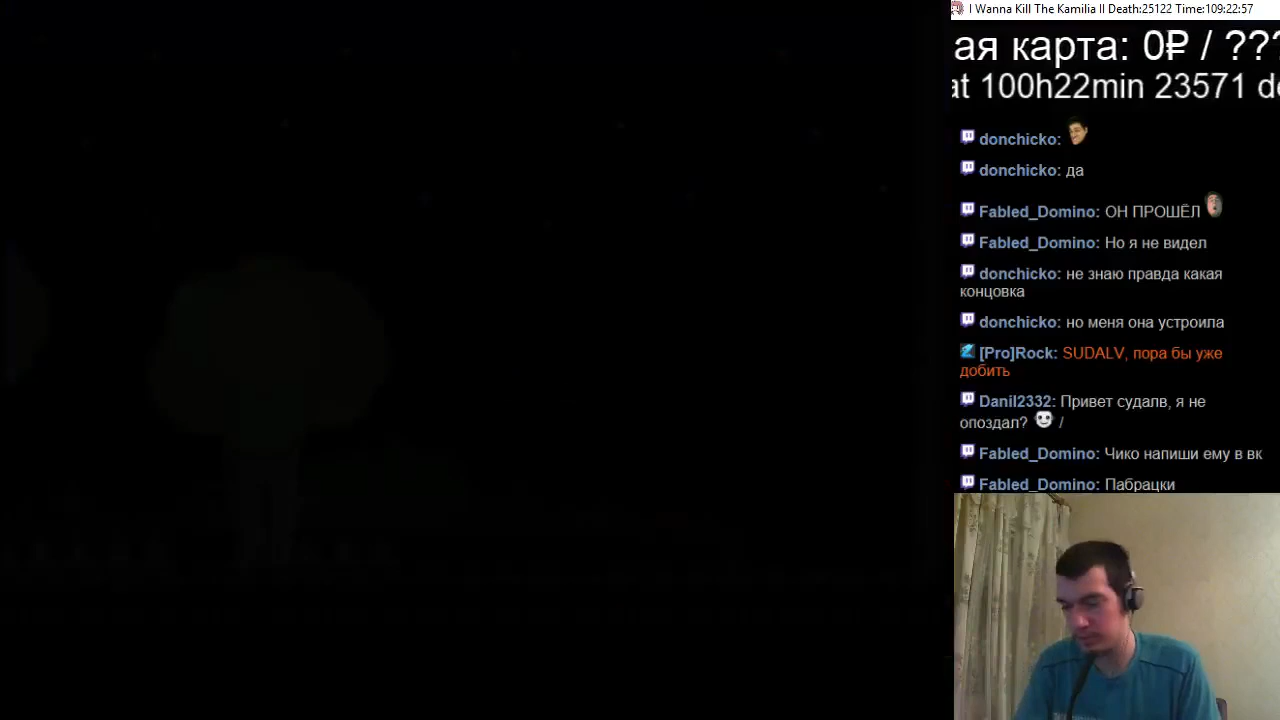 I Wanna Kill The Kamilia II Death:25122 Time:109.22:57
ая карта: 0₽ / ???
at 100h22min 23571 de
donchicko:
donchicko: да
Fabled_Domino: ОН ПРОШЁЛ
Fabled_Domino: Но я не видел
donchicko: не знаю правда какая
концовка
donchicko: но меня она устроила
[Pro]Rock: SUDALV, пора бы уже
добить
Danil2332: Привет судалв, я не
опоздал? /
Fabled_Domino: Чико напиши ему в вк
Fabled_Domino: Пабрацки